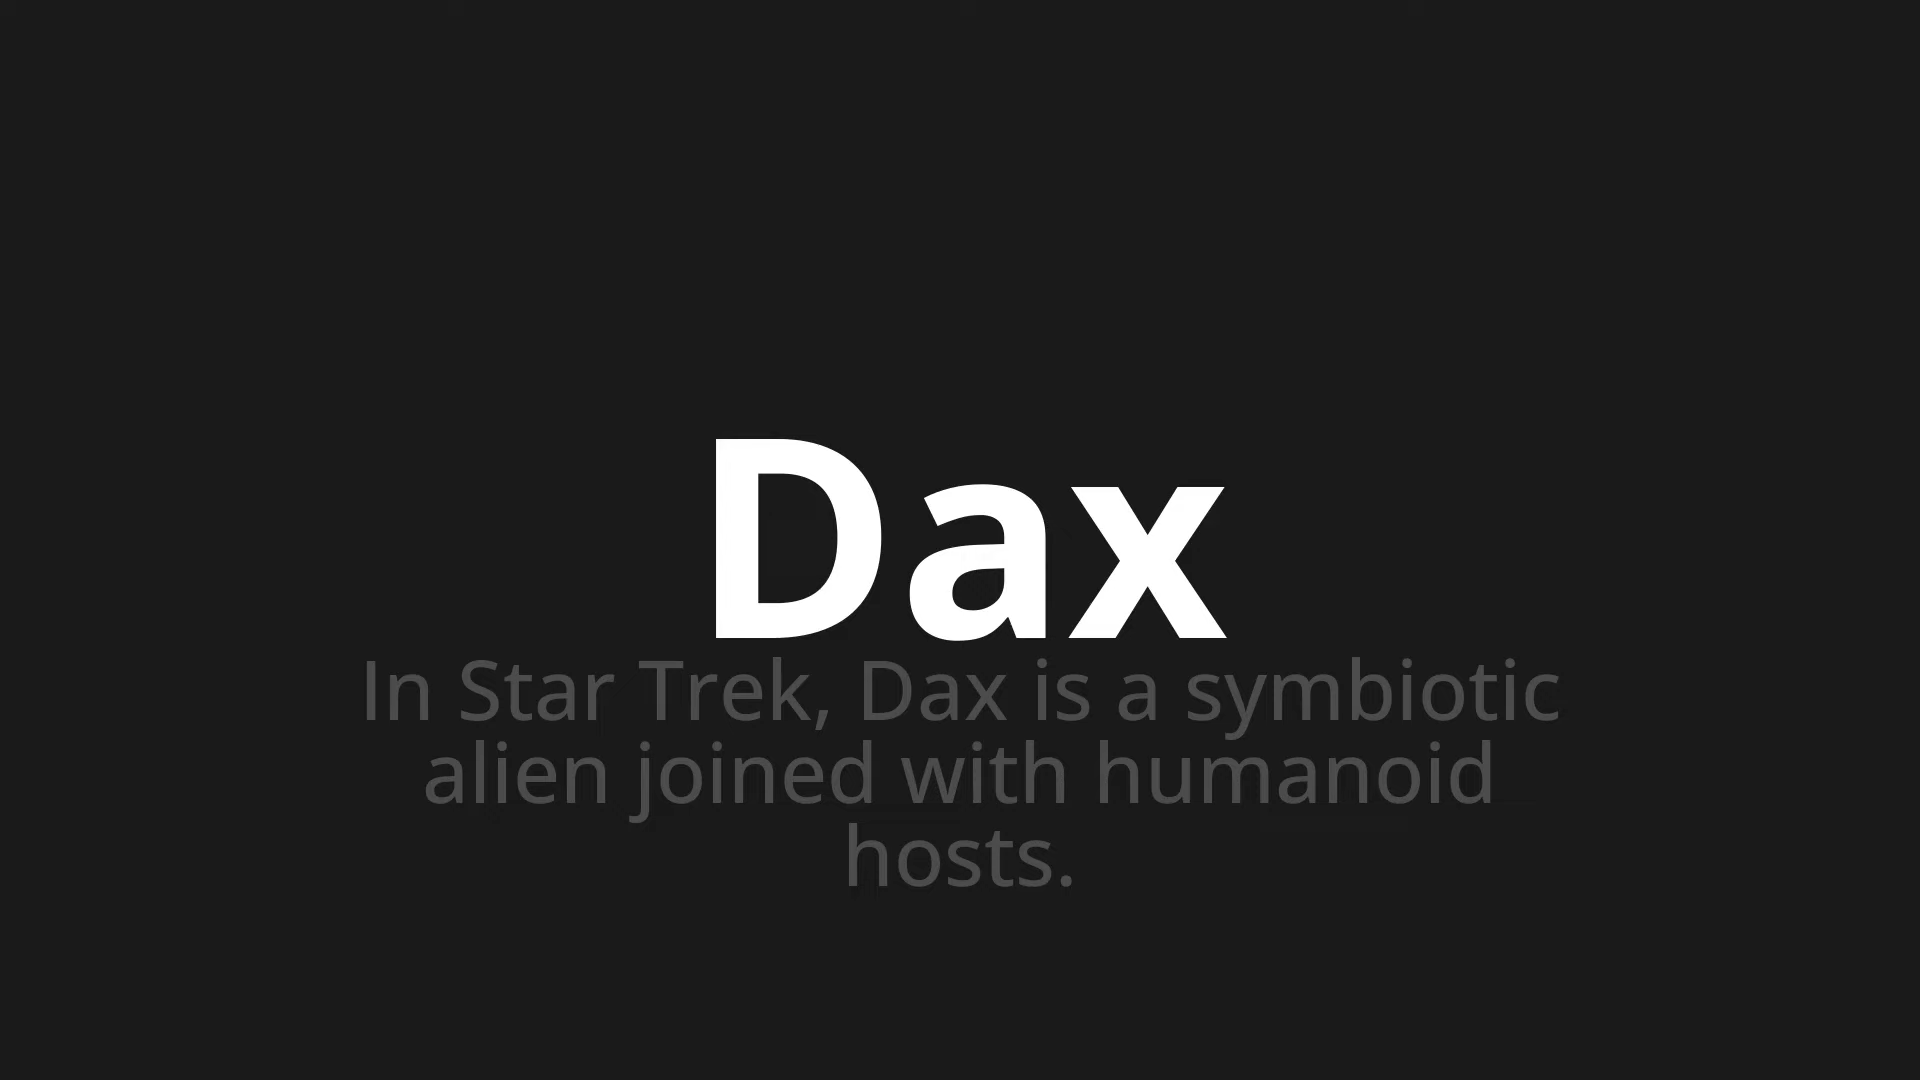 Dax
In Star Trek, Dax is a symbiotic
alien joined with humanoid
hosts.